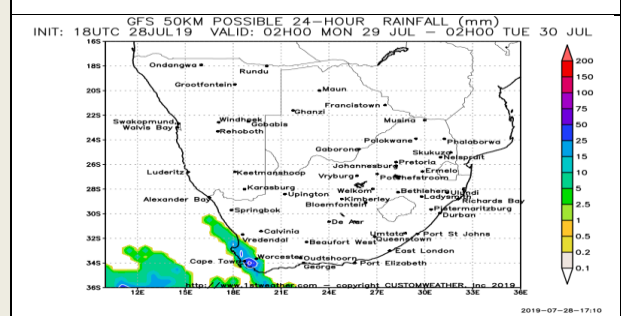 GFS 50KM POSSIBLE 24-HOUR RAINFALL (mm)
INIT: 18UTC 28JUL19 VALID: 02H00 MON 29 JUL - 02H00 TUE 30 JUL
16S
18S
20S
22S
24S
26S
28S
30S
32S
34S
36S
Ondangwa
Rundu
Grootfontein
Maun
Francistown
Ghanzi
Swakopmund
Windhoek
Gobabis
Walvis Bay
Rehoboth
Musina
Polokwane
Phalaborwa
Gaborone
Skukuza
Nelspruit
Pretoria
Johannesburg
Luderitz
Keetmanshoop
Vryburg
Potchefstroom
Ermelo
Karasburg
Upington
Welkom
Bethlehem
Ulundi
Alexander Bay
Kimberley
Ladysmith
Richards Bay
Springbok
Bloemfontein
Pietermaritzburg
Durban
De Aar
Calvinia
Vredendal
Beaufort West
Umtata
Port St Johns
Queenstown
East London
Cape Town
Worcester
Oudtshoorn
George
Port Elizabeth
http://www.1stweather.com - copyright CUSTOMWEATHER, Inc 2019
12E 15E 18E 21E 24E 27E 30E 33E 36E
200
150
100
75
50
25
15
10
5
2.5
1
0.5
0.2
0.1
2019-07-28-17:10